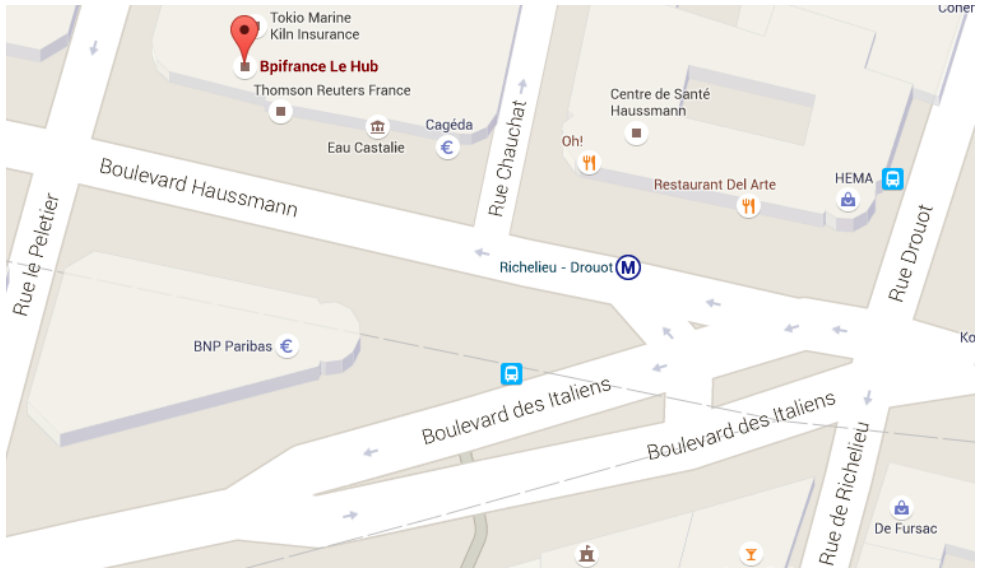 Tokio Marine
Kiln Insurance
Bpifrance Le Hub
Thomson Reuters France
Eau Castalie
Cagéda
€
Rue Chauchat
Centre de Santé
Haussmann
Oh!
Restaurant Del Arte
HEMA
Rue Drouot
Boulevard Haussmann
Rue le Peletier
Richelieu - Drouot
M
BNP Paribas
€
Boulevard des Italiens
Boulevard des Italiens
Rue de Richelieu
De Fursac